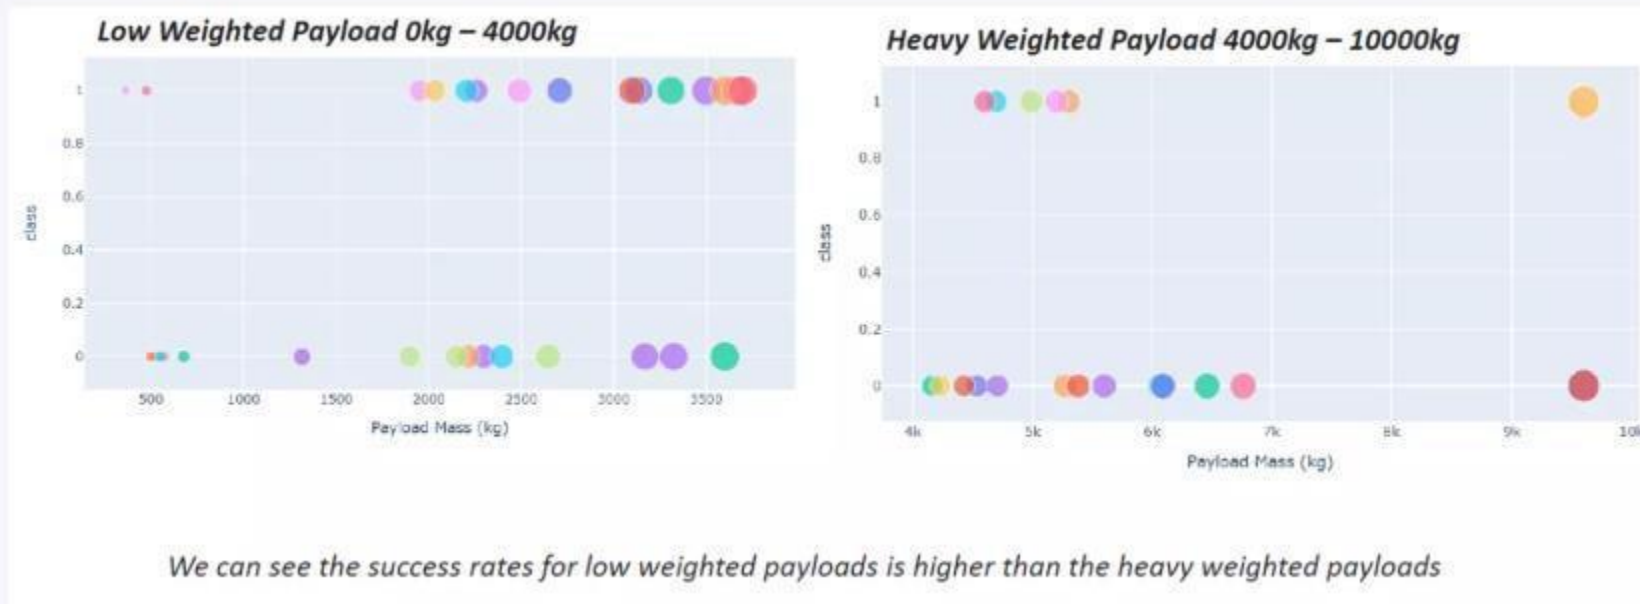 Low Weighted Payload 0kg – 4000kg
1
0.8
0.6
0.4
0.2
0
class
500
1000
1500
2000
2500
3000
3500
Payload Mass (kg)
Heavy Weighted Payload 4000kg – 10000kg
1
0.8
0.6
0.4
0.2
0
class
4k
5k
6k
7k
8k
9k
Payload Mass (kg)
We can see the success rates for low weighted payloads is higher than the heavy weighted payloads